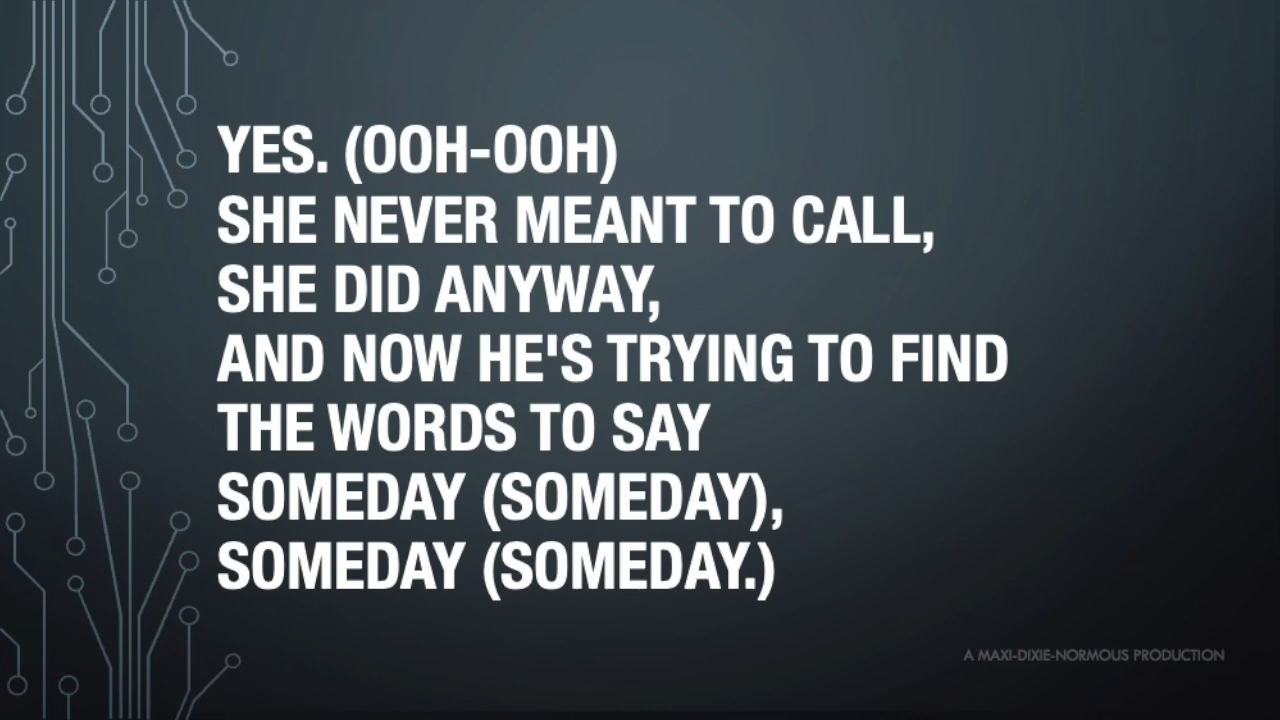 YES. (OOH-OOH)
SHE NEVER MEANT TO CALL,
SHE DID ANYWAY,
AND NOW HE'S TRYING TO FIND
THE WORDS TO SAY
SOMEDAY (SOMEDAY),
SOMEDAY (SOMEDAY.)
A MAXI-DIXIE-NORMOUS PRODUCTION